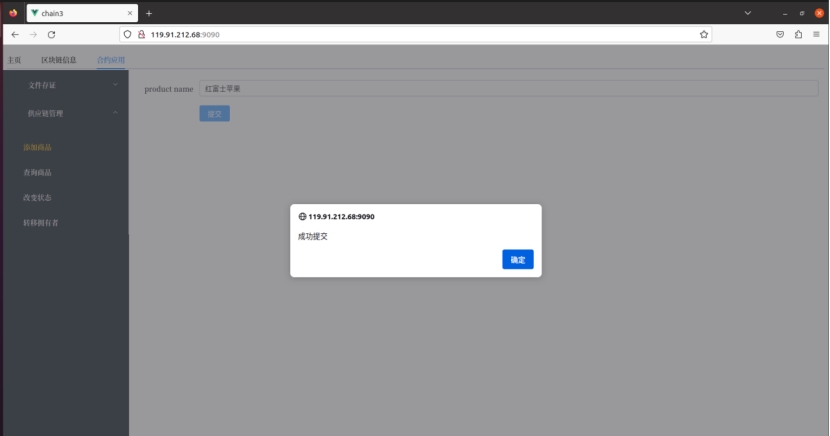 chain3
119.91.212.68:9090
主页 区块链信息 合约应用
文件存证
供应链管理
添加商品
查询商品
改变状态
转移拥有者
product name 红富士苹果
提交
119.91.212.68:9090
成功提交
确定